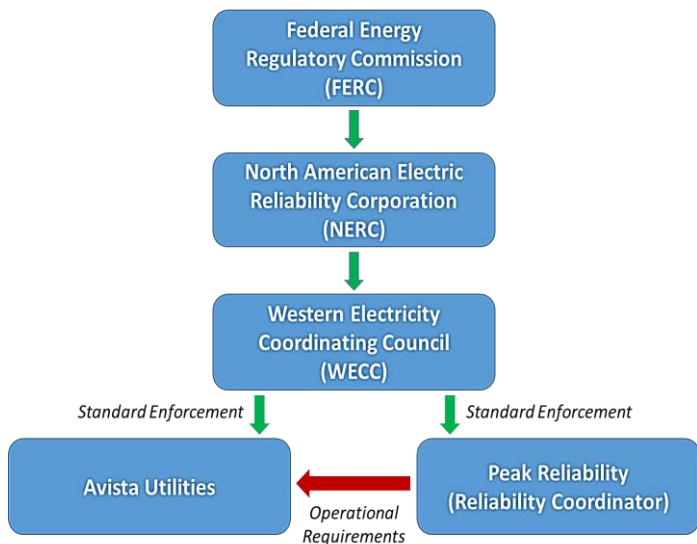 Federal Energy
Regulatory Commission
(FERC)
North American Electric
Reliability Corporation
(NERC)
Western Electricity
Coordinating Council
(WECC)
Standard Enforcement
Standard Enforcement
Avista Utilities
Peak Reliability
(Reliability Coordinator)
Operational
Requirements